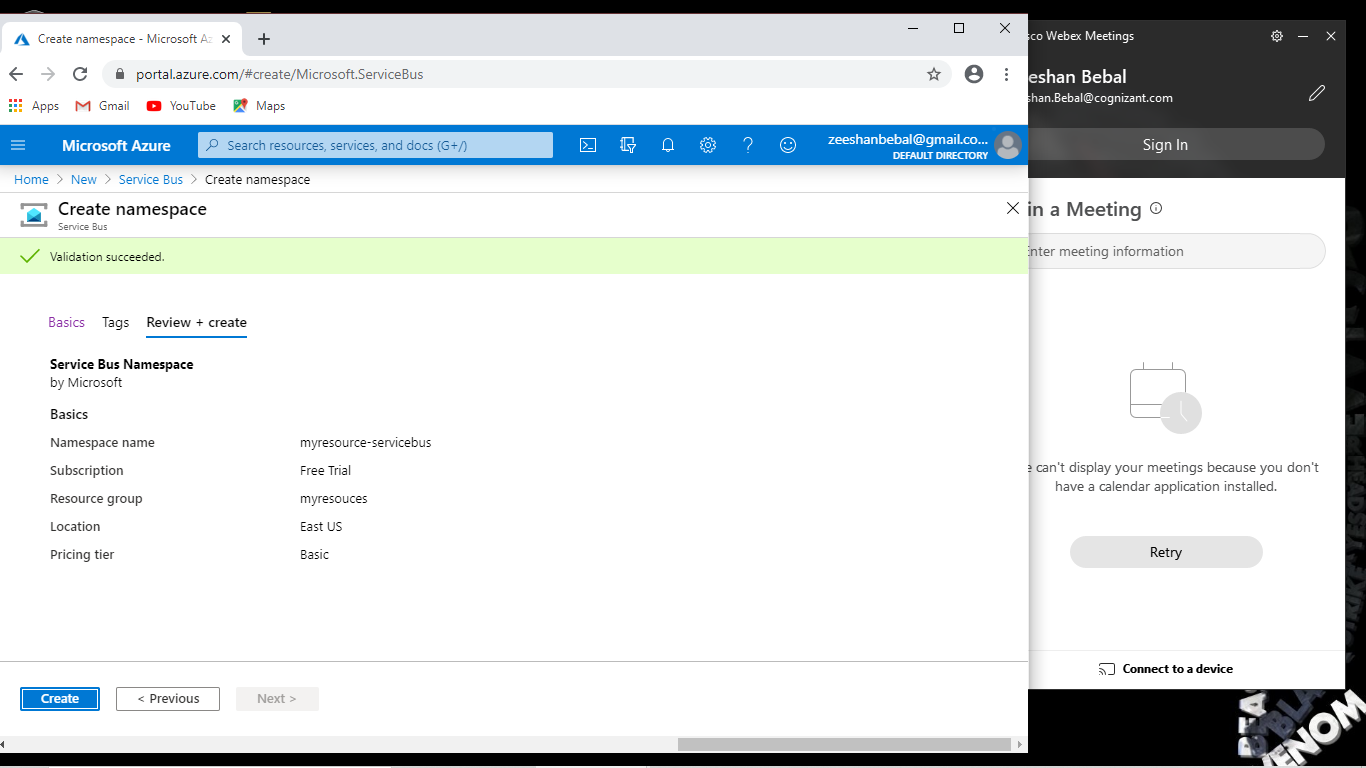 Create namespace - Microsoft Az
portal.azure.com/#create/Microsoft.ServiceBus
Apps Gmail YouTube Maps
Microsoft Azure
Search resources, services, and docs (G+/)
zeeshanbebal@gmail.co...
DEFAULT DIRECTORY
Home > New > Service Bus > Create namespace
Create namespace
Service Bus
Validation succeeded.
Basics Tags Review + create
Service Bus Namespace
by Microsoft
Basics
Namespace name myresource-servicebus
Subscription Free Trial
Resource group myresouces
Location East US
Pricing tier Basic
Create < Previous Next >
sco Webex Meetings
eeshan Bebal
shan.Bebal@cognizant.com
Sign In
in a Meeting
Enter meeting information
e can't display your meetings because you don't
have a calendar application installed.
Retry
Connect to a device